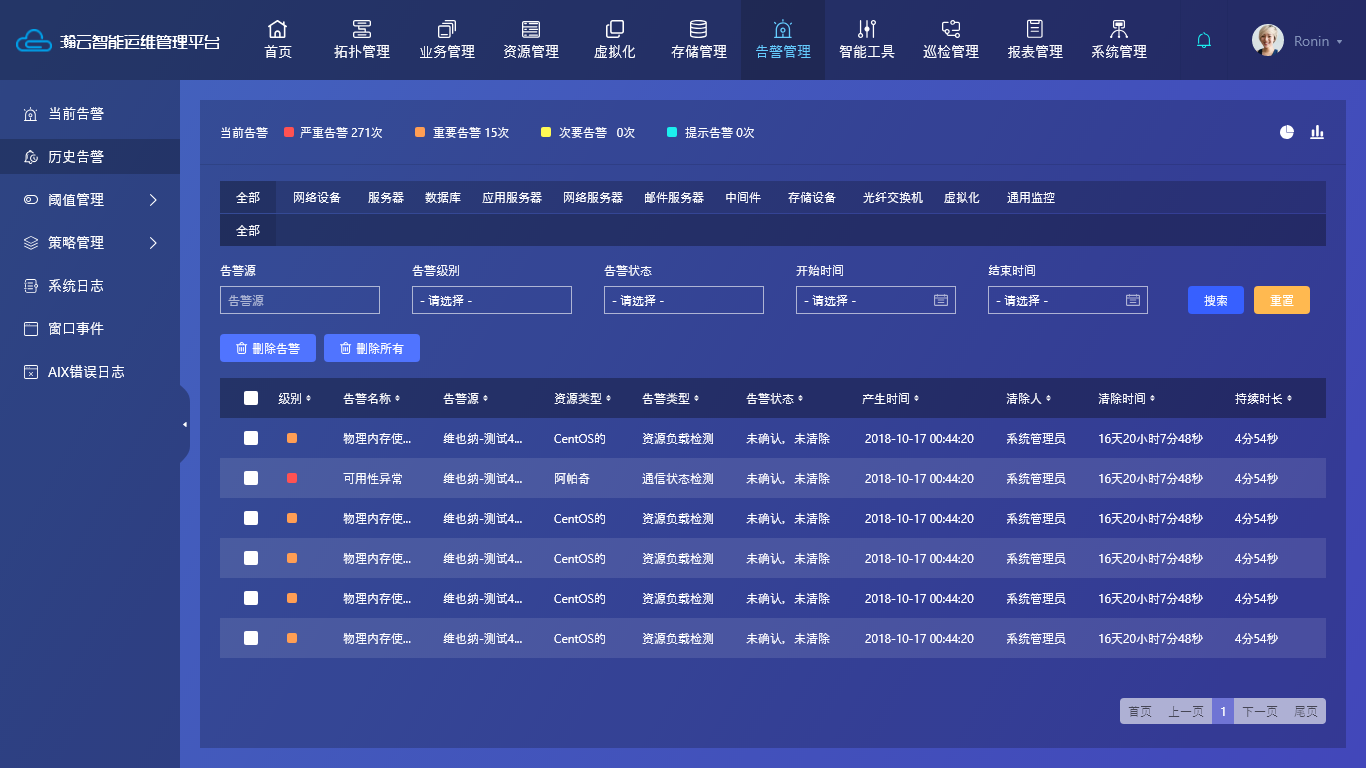 瀚云智能运维管理平台
首页 拓扑管理 业务管理 资源管理 虚拟化 存储管理 告警管理 智能工具 巡检管理 报表管理 系统管理 Ronin
当前告警
历史告警
阈值管理
策略管理
系统日志
窗口事件
AIX错误日志
当前告警 严重告警 271次 重要告警 15次 次要告警 0次 提示告警 0次
全部 网络设备 服务器 数据库 应用服务器 网络服务器 邮件服务器 中间件 存储设备 光纤交换机 虚拟化 通用监控
全部
告警源 告警级别 告警状态 开始时间 结束时间
告警源 - 请选择 - - 请选择 - - 请选择 - - 请选择 - 搜索 重置
删除告警 删除所有
级别 告警名称 告警源 资源类型 告警类型 告警状态 产生时间 清除人 清除时间 持续时长
物理内存使... 维也纳-测试4... CentOS的 资源负载检测 未确认，未清除 2018-10-17 00:44:20 系统管理员 16天20小时7分48秒 4分54秒
可用性异常 维也纳-测试4... 阿帕奇 通信状态检测 未确认，未清除 2018-10-17 00:44:20 系统管理员 16天20小时7分48秒 4分54秒
物理内存使... 维也纳-测试4... CentOS的 资源负载检测 未确认，未清除 2018-10-17 00:44:20 系统管理员 16天20小时7分48秒 4分54秒
物理内存使... 维也纳-测试4... CentOS的 资源负载检测 未确认，未清除 2018-10-17 00:44:20 系统管理员 16天20小时7分48秒 4分54秒
物理内存使... 维也纳-测试4... CentOS的 资源负载检测 未确认，未清除 2018-10-17 00:44:20 系统管理员 16天20小时7分48秒 4分54秒
物理内存使... 维也纳-测试4... CentOS的 资源负载检测 未确认，未清除 2018-10-17 00:44:20 系统管理员 16天20小时7分48秒 4分54秒
首页 上一页 1 下一页 尾页